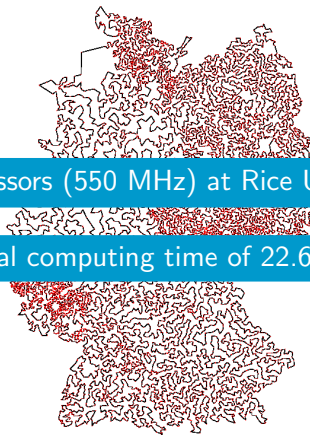 ssors (550 MHz) at Rice U
al computing time of 22.6